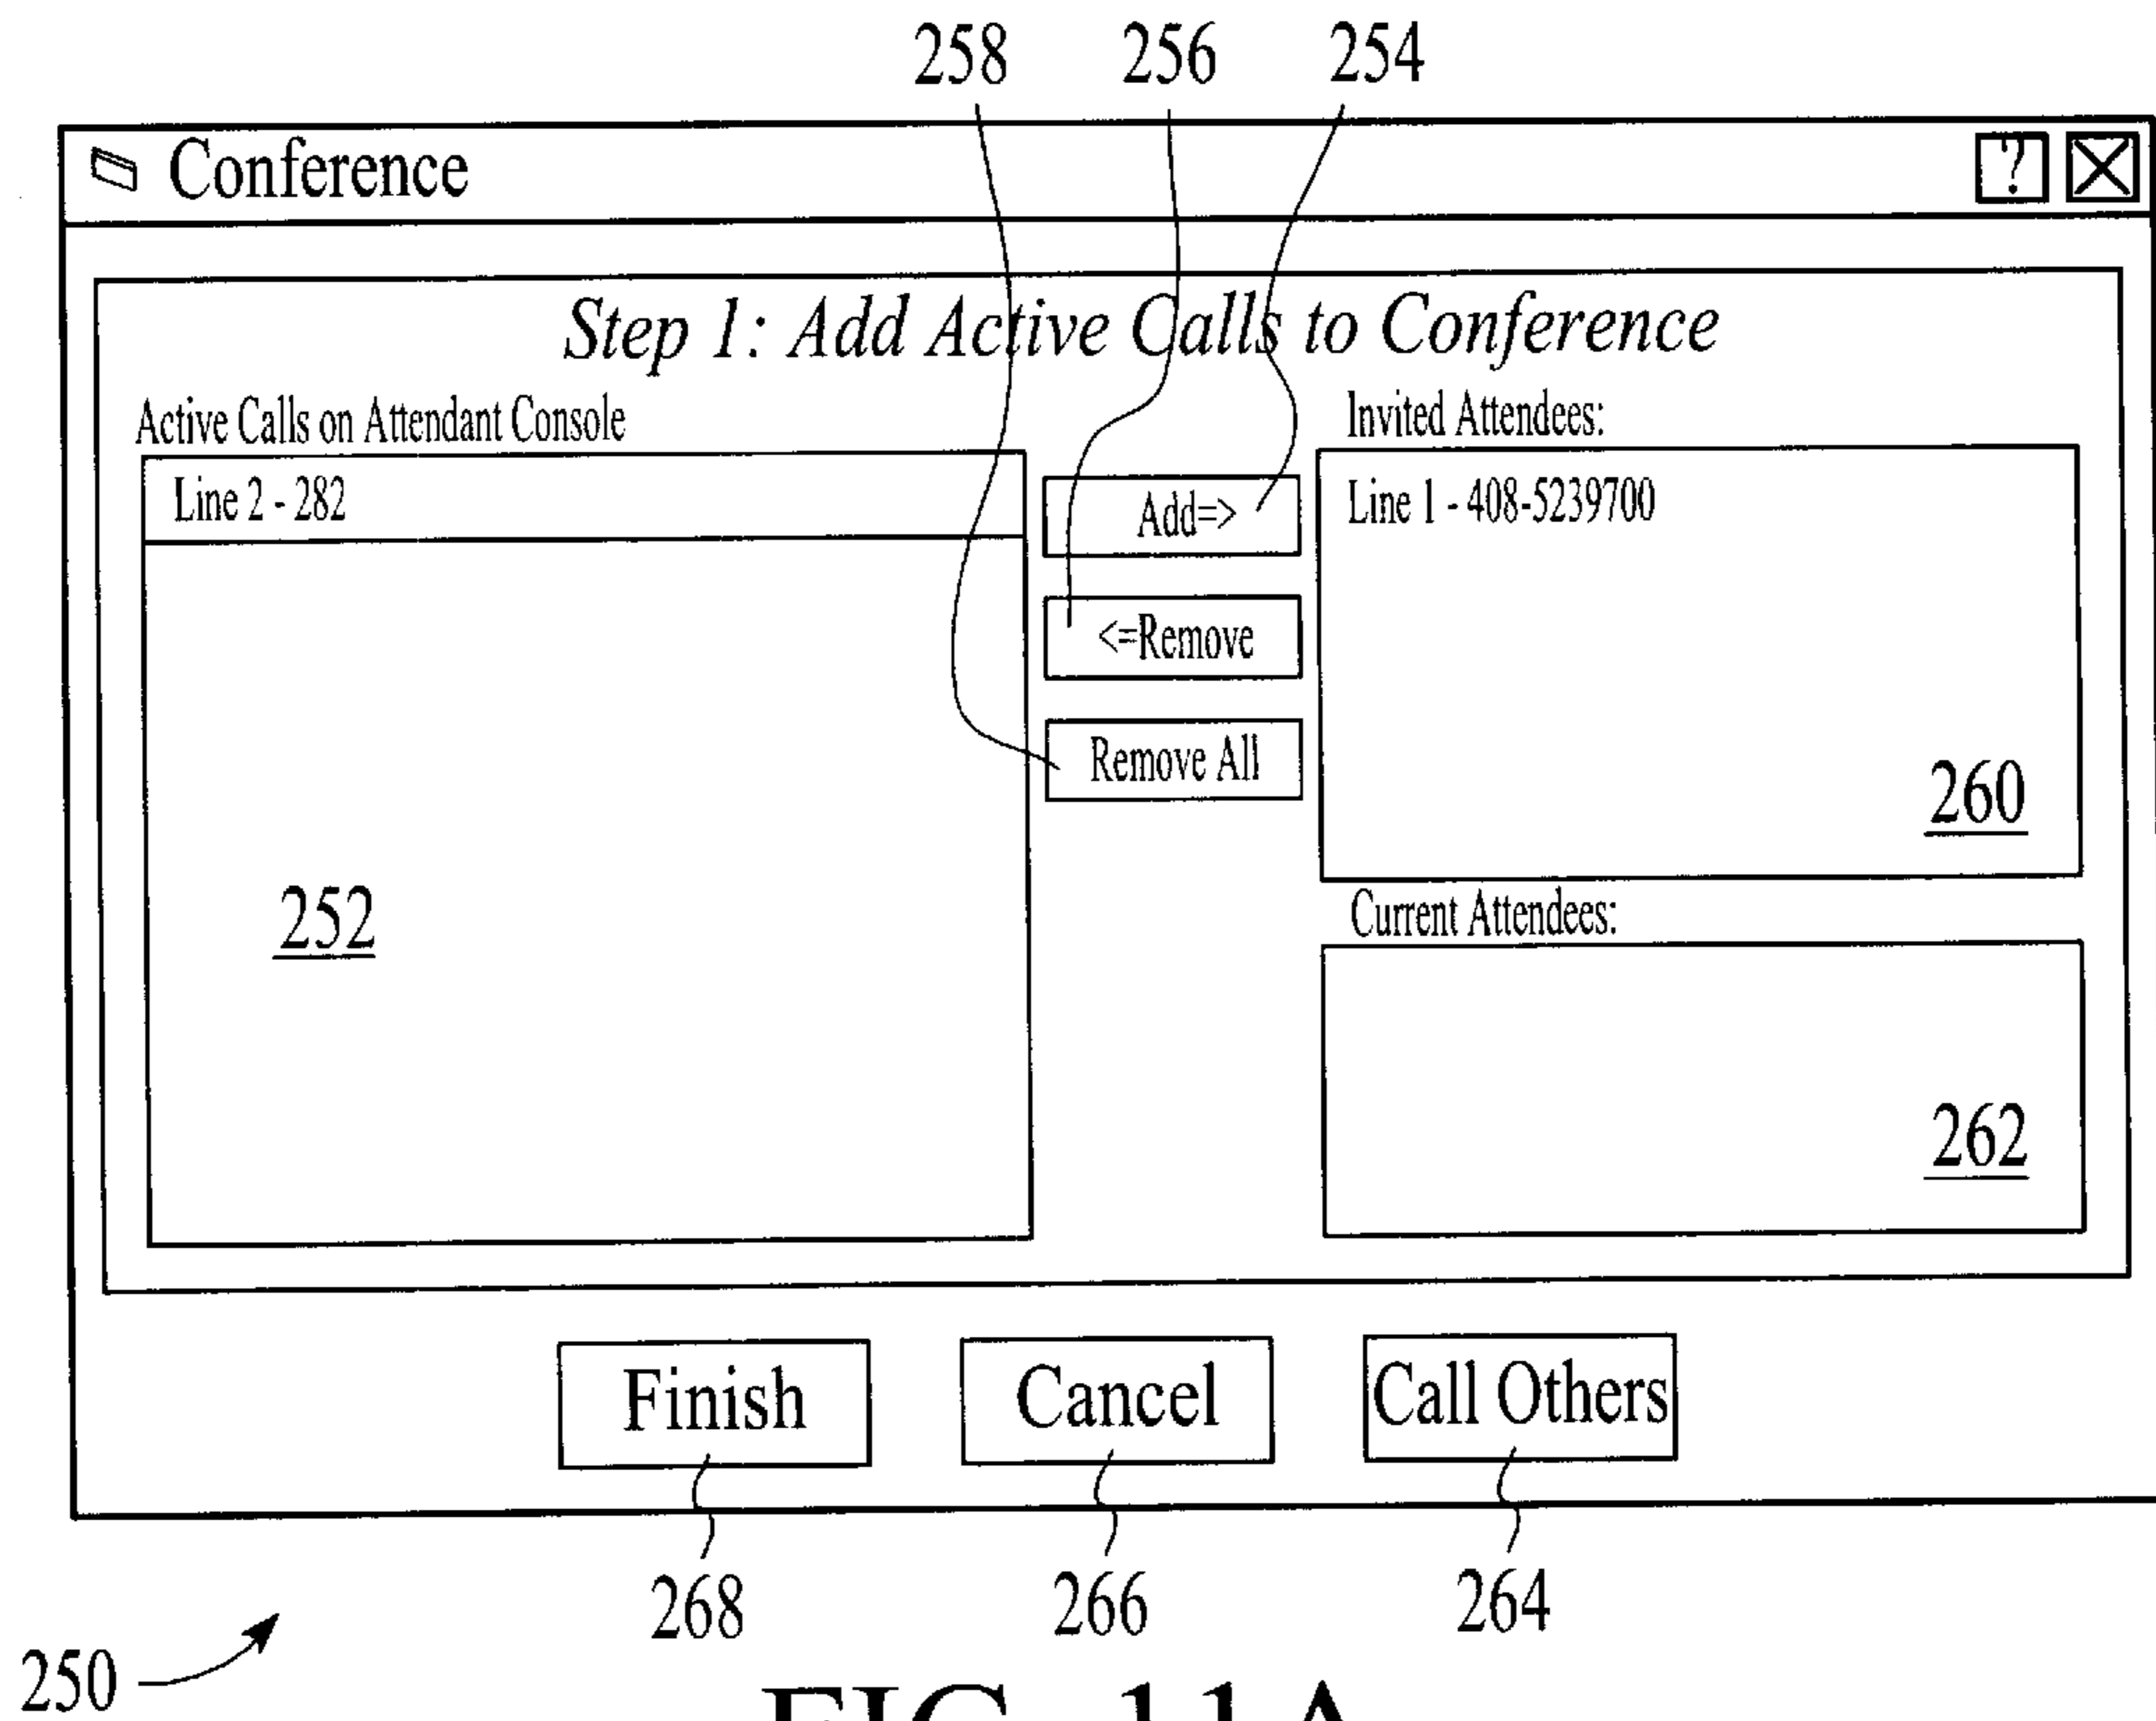 258 256 254
Conference ?
Step 1: Add Active Calls to Conference
Active Calls on Attendant Console
Invited Attendees:
Line 2 - 282
Add=>
Line 1 - 408-5239700
<=Remove
Remove All
260
252
Current Attendees:
262
Finish Cancel Call Others
268 266 264
250
FIG. 11A